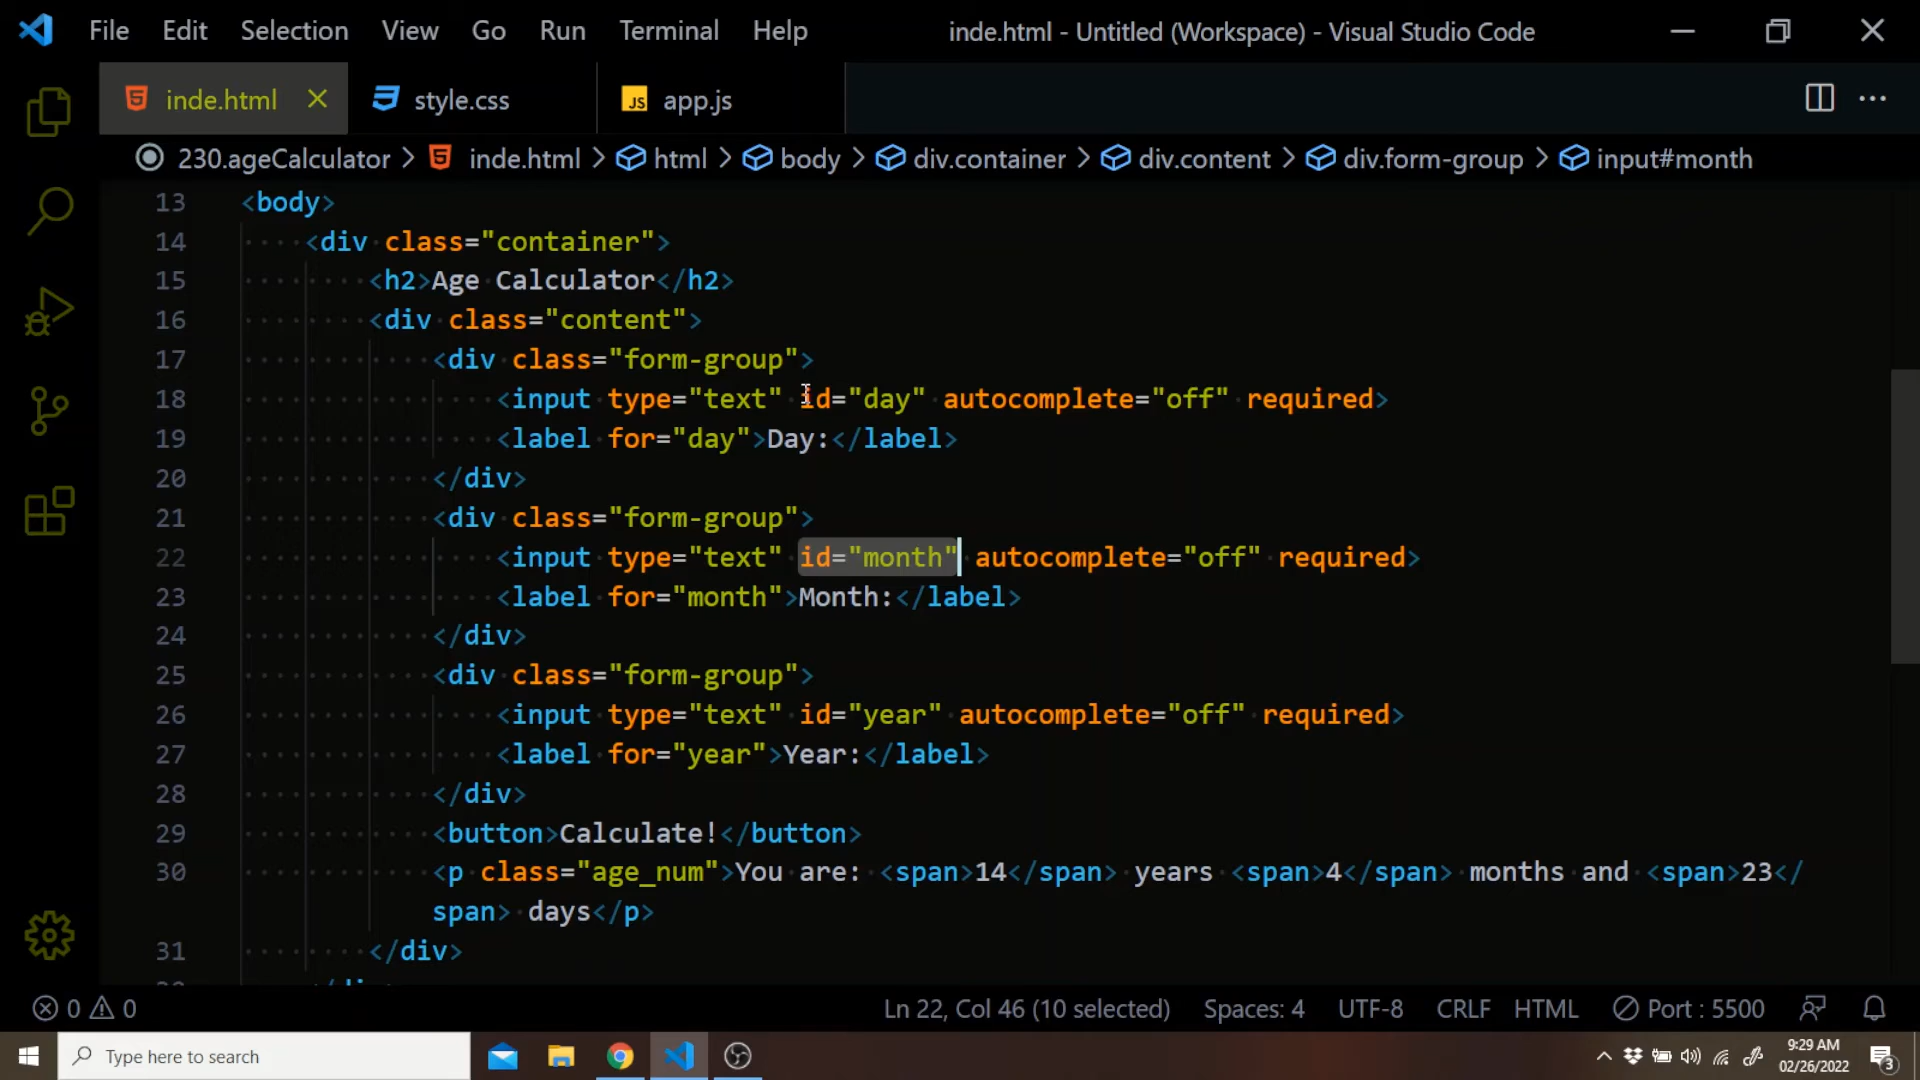 File Edit Selection View Go Run Terminal Help inde.html - Untitled (Workspace) - Visual Studio Code
inde.html style.css JS app.js
230.ageCalculator > inde.html > html > body > div.container > div.content > div.form-group > input#month
13 <body>
14 <div class="container">
15 <h2>Age Calculator</h2>
16 <div class="content">
17 <div class="form-group">
18 <input type="text" id="day" autocomplete="off" required>
19 <label for="day">Day:</label>
20 </div>
21 <div class="form-group">
22 <input type="text" id="month" autocomplete="off" required>
23 <label for="month">Month:</label>
24 </div>
25 <div class="form-group">
26 <input type="text" id="year" autocomplete="off" required>
27 <label for="year">Year:</label>
28 </div>
29 <button>Calculate!</button>
30 <p class="age_num">You are: <span>14</span> years <span>4</span> months and <span>23</
span> days</p>
31 </div>
0 0 Ln 22, Col 46 (10 selected) Spaces: 4 UTF-8 CRLF HTML Port : 5500
Type here to search 9:29 AM
02/26/2022 3